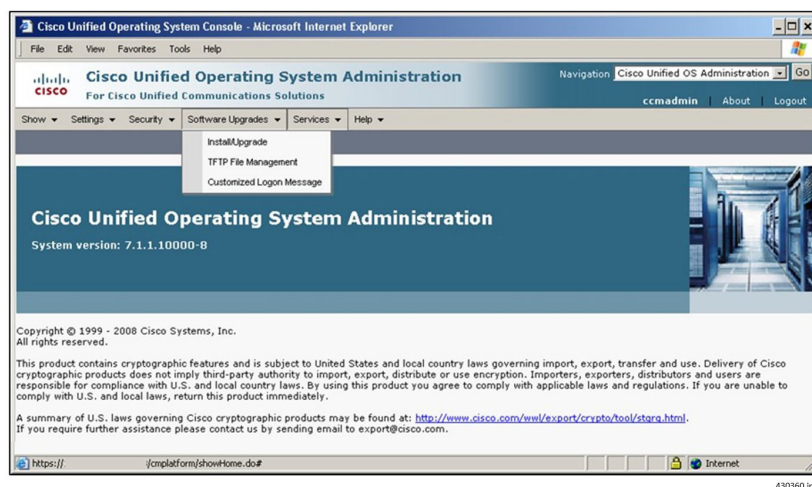 Cisco Unified Operating System Console - Microsoft Internet Explorer
File Edit View Favorites Tools Help
CISCO
Cisco Unified Operating System Administration
For Cisco Unified Communications Solutions
Navigation Cisco Unified OS Administration Go
ccmadmin About Logout
Show Settings Security Software Upgrades Services Help
Install/Upgrade
TFTP File Management
Customized Logon Message
Cisco Unified Operating System Administration
System version: 7.1.1.10000-8
Copyright © 1999 - 2008 Cisco Systems, Inc.
All rights reserved.
This product contains cryptographic features and is subject to United States and local country laws governing import, export, transfer and use. Delivery of Cisco
cryptographic products does not imply third-party authority to import, export, distribute or use encryption. Importers, exporters, distributors and users are
responsible for compliance with U.S. and local country laws. By using this product you agree to comply with applicable laws and regulations. If you are unable to
comply with U.S. and local laws, return this product immediately.
A summary of U.S. laws governing Cisco cryptographic products may be found at: http://www.cisco.com/wwl/export/crypto/tool/stqrg.html.
If you require further assistance please contact us by sending email to export@cisco.com.
https:// /cmplatform/showHome.do# Internet
430360